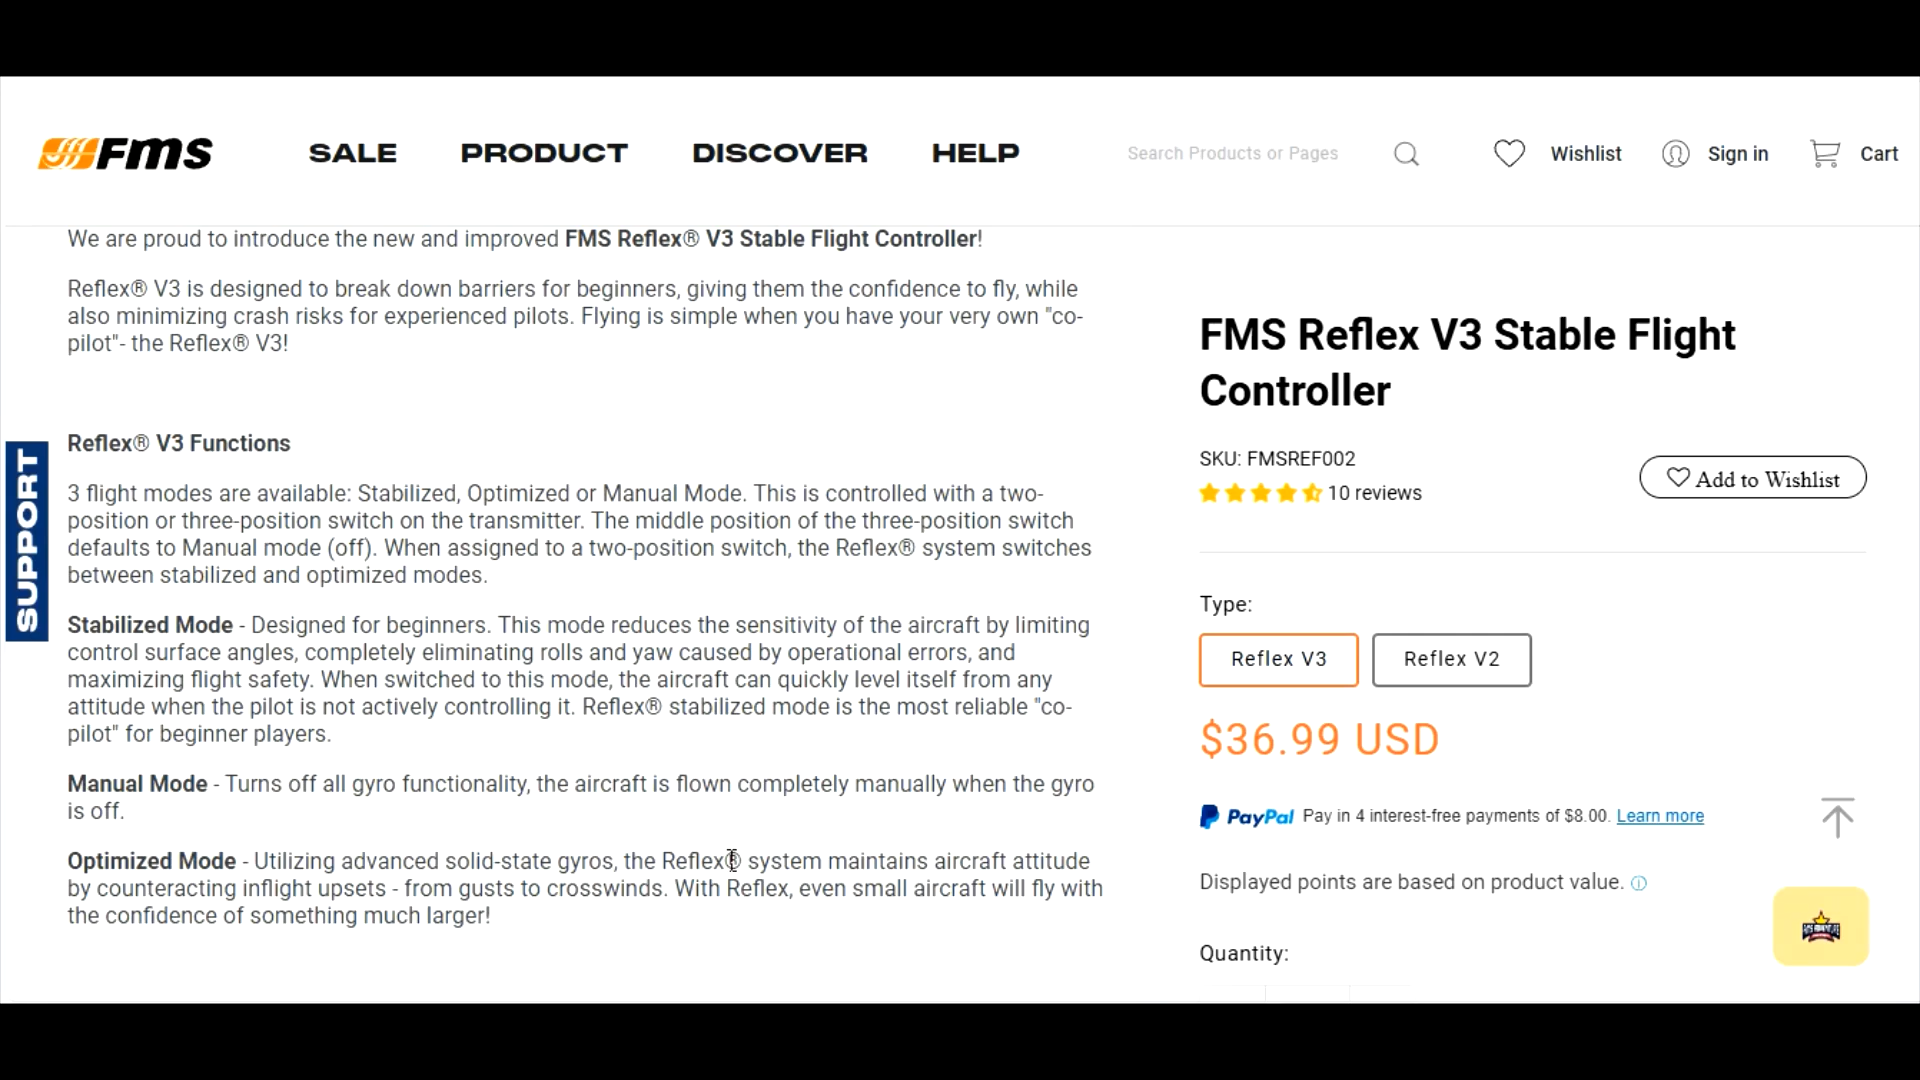 Fms SALE PRODUCT DISCOVER HELP Search Products or Pages Wishlist Sign in Cart
We are proud to introduce the new and improved FMS Reflex® V3 Stable Flight Controller!
Reflex® V3 is designed to break down barriers for beginners, giving them the confidence to fly, while
also minimizing crash risks for experienced pilots. Flying is simple when you have your very own "co-
pilot"- the Reflex® V3!
Reflex® V3 Functions
3 flight modes are available: Stabilized, Optimized or Manual Mode. This is controlled with a two-
position or three-position switch on the transmitter. The middle position of the three-position switch
defaults to Manual mode (off). When assigned to a two-position switch, the Reflex® system switches
between stabilized and optimized modes.
Stabilized Mode - Designed for beginners. This mode reduces the sensitivity of the aircraft by limiting
control surface angles, completely eliminating rolls and yaw caused by operational errors, and
maximizing flight safety. When switched to this mode, the aircraft can quickly level itself from any
attitude when the pilot is not actively controlling it. Reflex® stabilized mode is the most reliable "co-
pilot" for beginner players.
Manual Mode - Turns off all gyro functionality, the aircraft is flown completely manually when the gyro
is off.
Optimized Mode - Utilizing advanced solid-state gyros, the Reflex® system maintains aircraft attitude
by counteracting inflight upsets - from gusts to crosswinds. With Reflex, even small aircraft will fly with
the confidence of something much larger!
SUPPORT
FMS Reflex V3 Stable Flight
Controller
SKU: FMSREF002
10 reviews
Add to Wishlist
Type:
Reflex V3 Reflex V2
$36.99 USD
PayPal Pay in 4 interest-free payments of $8.00. Learn more
Displayed points are based on product value.
Quantity: